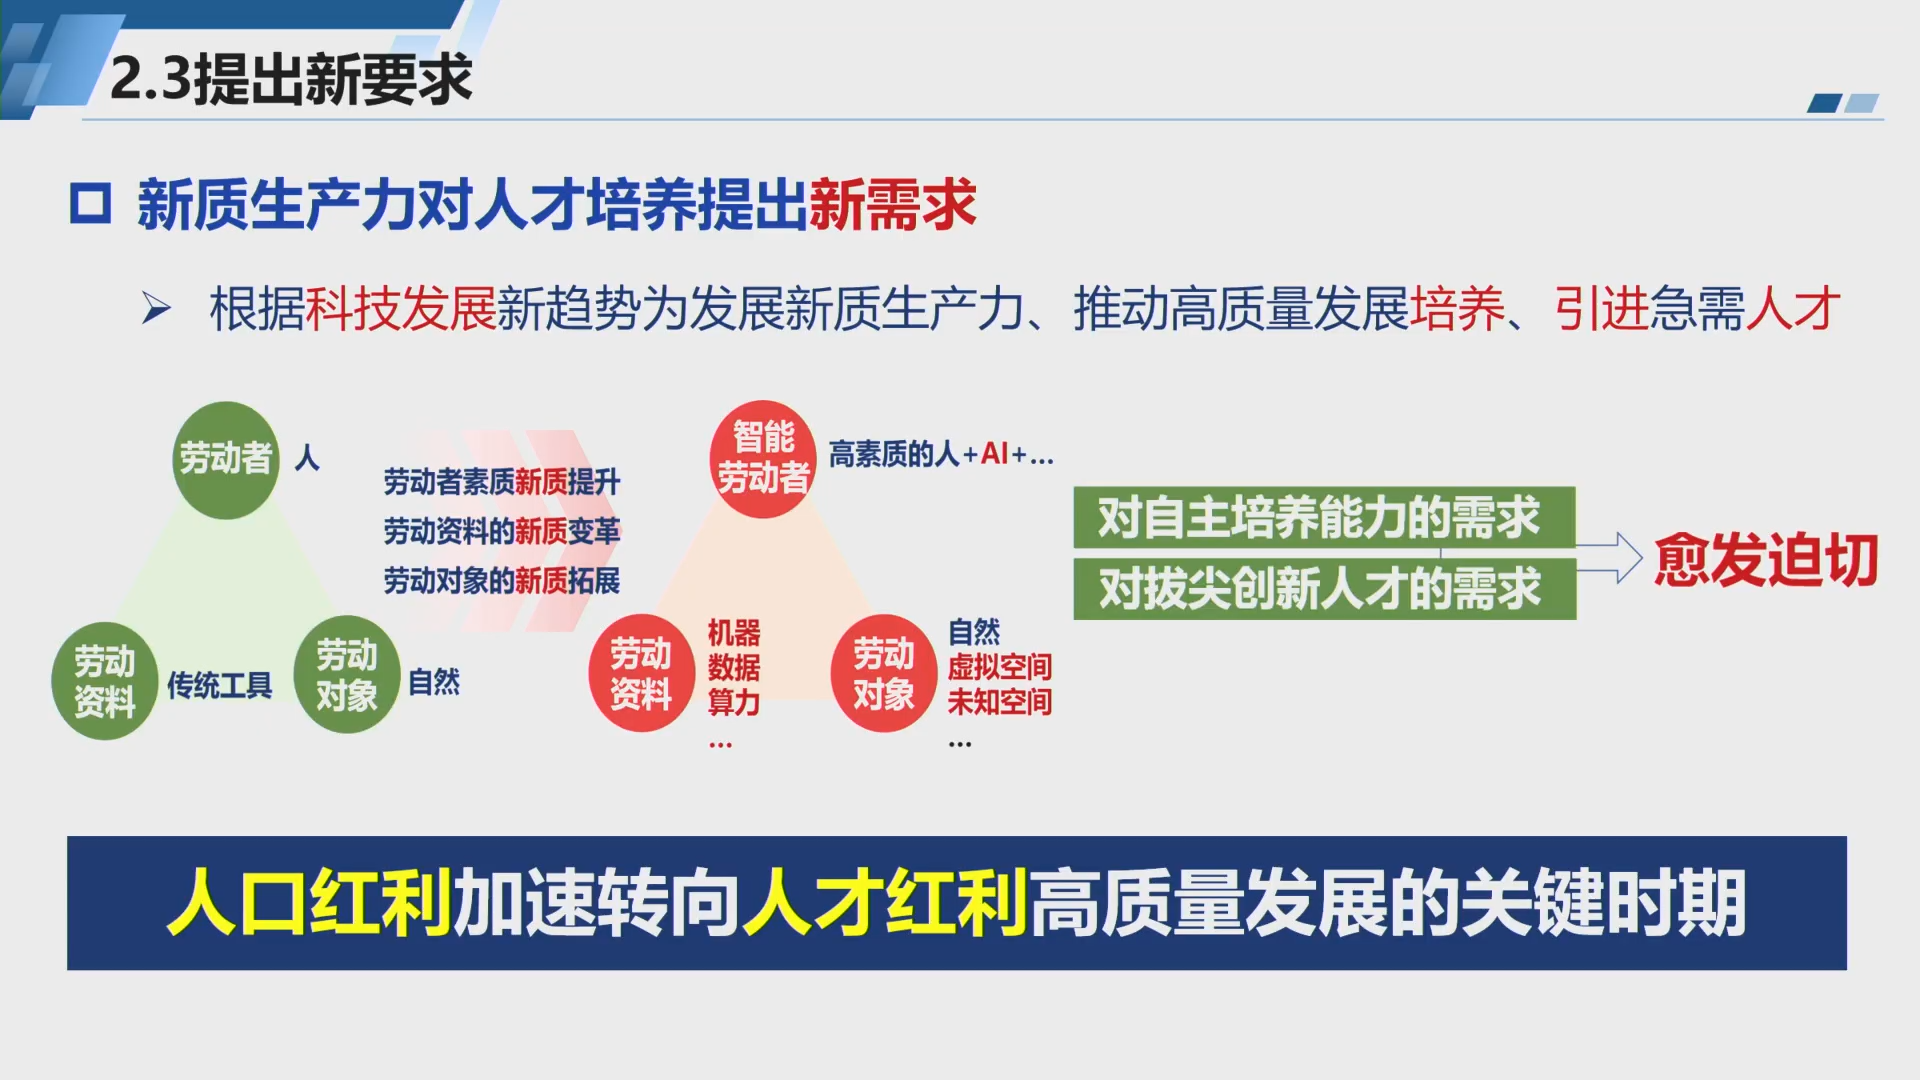 2.3提出新要求
新质生产力对人才培养提出新需求
根据科技发展新趋势为发展新质生产力、推动高质量发展培养、引进急需人才
劳动者
人
劳动
资料
传统工具
劳动
对象
自然
劳动者素质新质提升
劳动资料的新质变革
劳动对象的新质拓展
智能
劳动者
高素质的人+AI+...
劳动
资料
机器
数据
算力
...
劳动
对象
自然
虚拟空间
未知空间
...
对自主培养能力的需求
对拔尖创新人才的需求
愈发迫切
人口红利加速转向人才红利高质量发展的关键时期